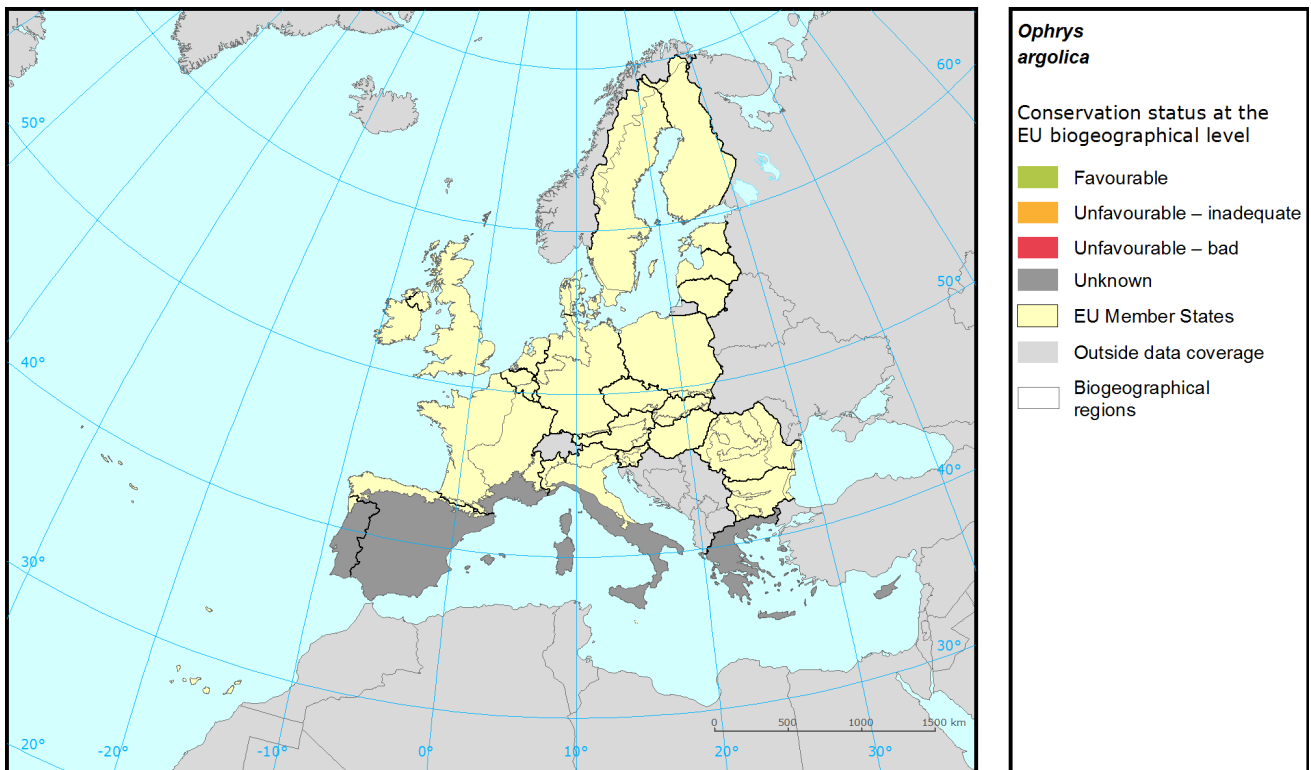 Ophrys
argolica
Conservation status at the
EU biogeographical level
Favourable
Unfavourable – inadequate
Unfavourable – bad
Unknown
EU Member States
Outside data coverage
Biogeographical
regions
60°
50°
50°
40°
40°
30°
30°
20°
-20°
-10°
0°
10°
20°
30°
0 500 1000 1500 km